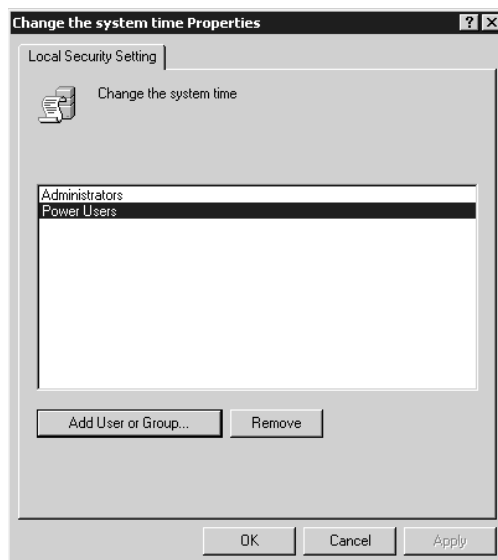 Change the system time Properties
Local Security Setting
Change the system time
Administrators
Power Users
Add User or Group...
Remove
OK
Cancel
Apply